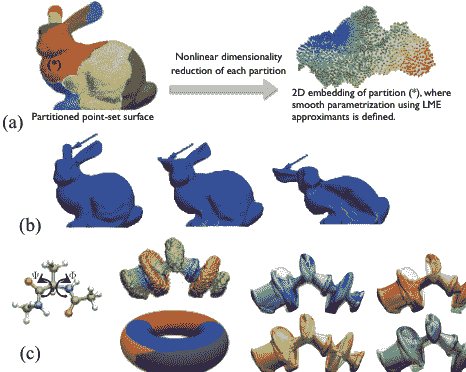 (*)
Nonlinear dimensionality
reduction of each partition
Partitioned point-set surface
2D embedding of partition (*), where
smooth parametrization using LME
approximants is defined.
(a)
(b)
Φ Φ
(c)